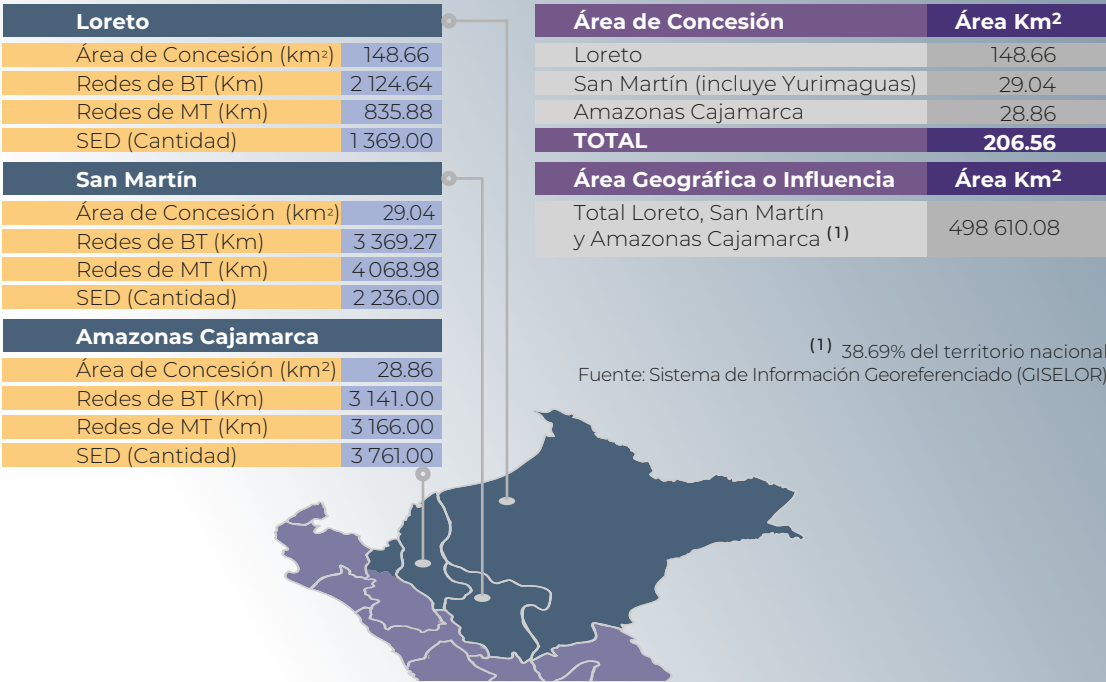 Loreto
Área de Concesión (km²) 148.66
Redes de BT (Km) 2 124.64
Redes de MT (Km) 835.88
SED (Cantidad) 1 369.00
San Martín
Área de Concesión (km²) 29.04
Redes de BT (Km) 3 369.27
Redes de MT (Km) 4 068.98
SED (Cantidad) 2 236.00
Amazonas Cajamarca
Área de Concesión (km²) 28.86
Redes de BT (Km) 3 141.00
Redes de MT (Km) 3 166.00
SED (Cantidad) 3 761.00
Área de Concesión Área Km²
Loreto 148.66
San Martín (incluye Yurimaguas) 29.04
Amazonas Cajamarca 28.86
TOTAL 206.56
Área Geográfica o Influencia Área Km²
Total Loreto, San Martín
y Amazonas Cajamarca (1) 498 610.08
(1) 38.69% del territorio nacional
Fuente: Sistema de Información Georeferenciado (GISELOR)